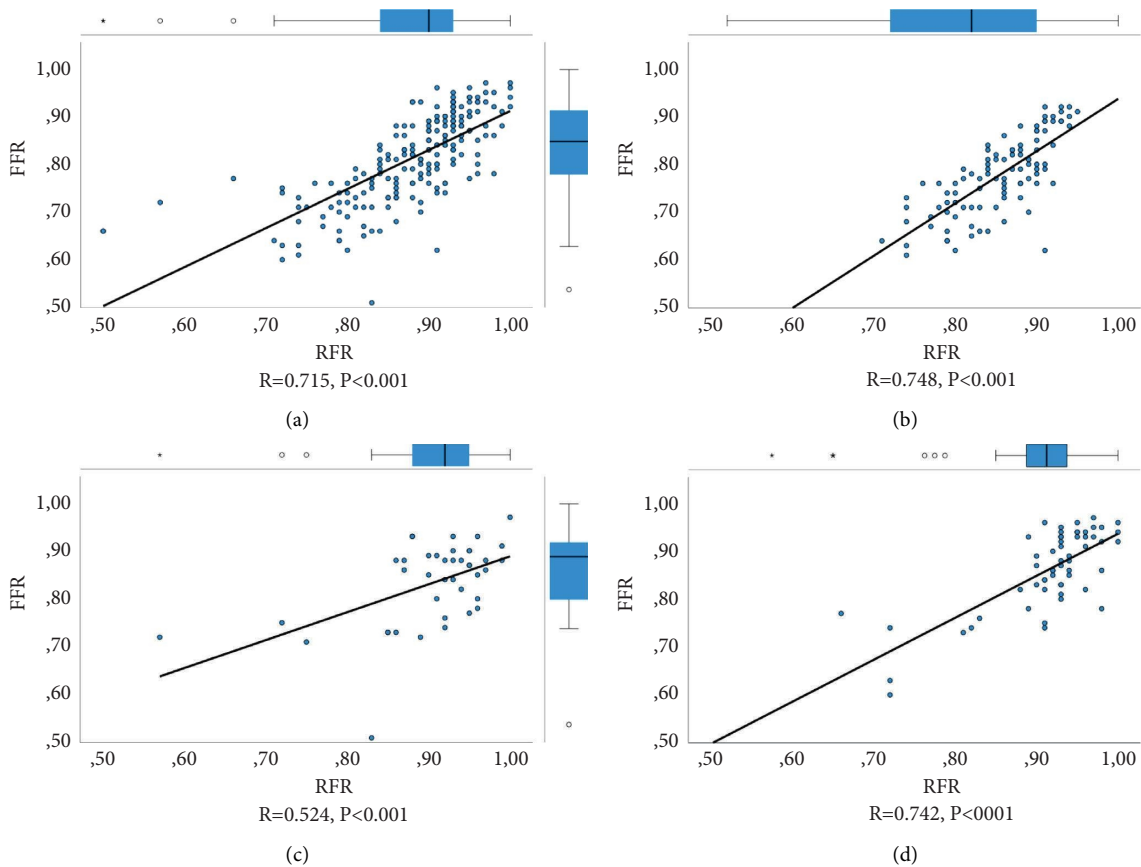 1,00
,90
,80
,70
,60
,50
FFR
,50 ,60 ,70 ,80 ,90 1,00
RFR
R=0.715, P<0.001
(a)
1,00
,90
,80
,70
,60
,50
FFR
,50 ,60 ,70 ,80 ,90 1,00
RFR
R=0.748, P<0.001
(b)
1,00
,90
,80
,70
,60
,50
FFR
,50 ,60 ,70 ,80 ,90 1,00
RFR
R=0.524, P<0.001
(c)
1,00
,90
,80
,70
,60
,50
FFR
,50 ,60 ,70 ,80 ,90 1,00
RFR
R=0.742, P<0001
(d)